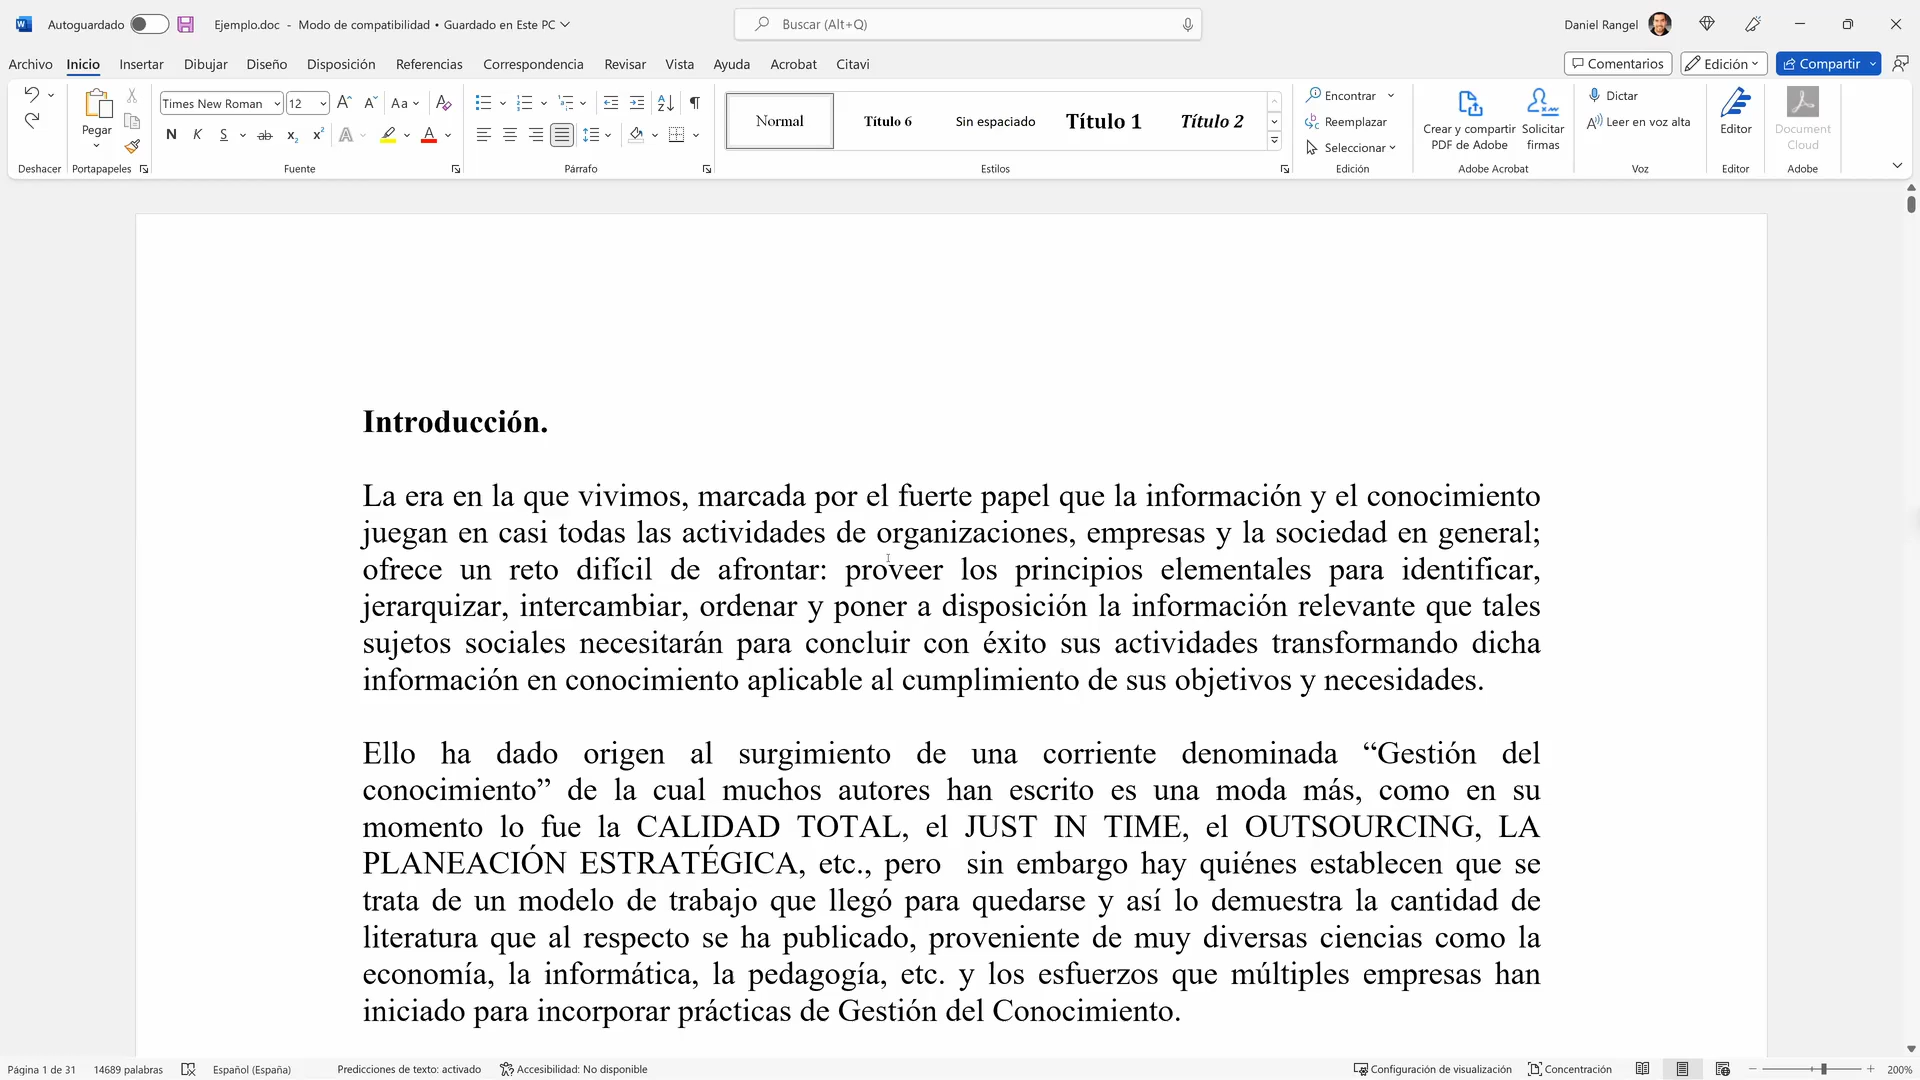 Autoguardado
Ejemplo.doc - Modo de compatibilidad • Guardado en Este PC
Buscar (Alt+Q)
Daniel Rangel
Archivo Inicio Insertar Dibujar Diseño Disposición Referencias Correspondencia Revisar Vista Ayuda Acrobat Citavi
Comentarios Edición Compartir
Pegar
Times New Roman 12
Aa
N K S ab x₂ x² A A
Normal Título 6 Sin espaciado Título 1 Título 2
Encontrar
Reemplazar
Seleccionar
Crear y compartir
PDF de Adobe
Solicitar
firmas
Dictar
Leer en voz alta
Editor
Document
Cloud
Deshacer Portapapeles Fuente Párrafo Estilos Edición Adobe Acrobat Voz Editor Adobe
Introducción.
La era en la que vivimos, marcada por el fuerte papel que la información y el conocimiento
juegan en casi todas las actividades de organizaciones, empresas y la sociedad en general;
ofrece un reto difícil de afrontar: proveer los principios elementales para identificar,
jerarquizar, intercambiar, ordenar y poner a disposición la información relevante que tales
sujetos sociales necesitarán para concluir con éxito sus actividades transformando dicha
información en conocimiento aplicable al cumplimiento de sus objetivos y necesidades.
Ello ha dado origen al surgimiento de una corriente denominada “Gestión del
conocimiento” de la cual muchos autores han escrito es una moda más, como en su
momento lo fue la CALIDAD TOTAL, el JUST IN TIME, el OUTSOURCING, LA
PLANEACIÓN ESTRATÉGICA, etc., pero  sin embargo hay quiénes establecen que se
trata de un modelo de trabajo que llegó para quedarse y así lo demuestra la cantidad de
literatura que al respecto se ha publicado, proveniente de muy diversas ciencias como la
economía, la informática, la pedagogía, etc. y los esfuerzos que múltiples empresas han
iniciado para incorporar prácticas de Gestión del Conocimiento.
Página 1 de 31 14689 palabras Español (España) Predicciones de texto: activado Accesibilidad: No disponible Configuración de visualización Concentración 200%